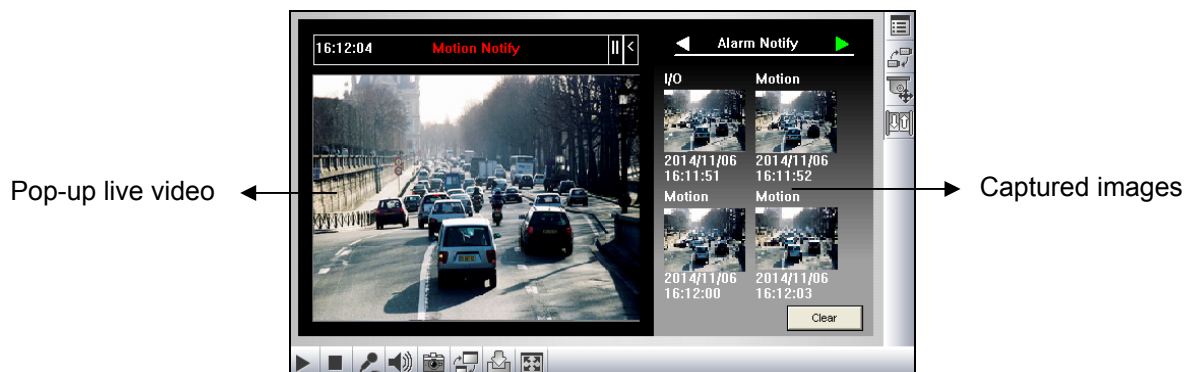 16:12:04 Motion Notify || <
Alarm Notify
I/O Motion
2014/11/06 2014/11/06
16:11:51 16:11:52
Pop-up live video
Captured images
Motion Motion
2014/11/06 2014/11/06
16:12:00 16:12:03
Clear